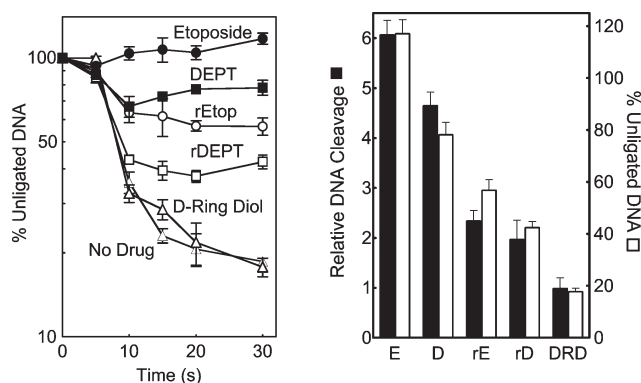 100
50
10
% Unligated DNA
Etoposide
DEPT
rEtop
rDEPT
D-Ring Diol
No Drug
0
10
20
30
Time (s)
Relative DNA Cleavage
6
5
4
3
2
1
0
120
100
80
60
40
20
0
% Unligated DNA
E D rE rD DRD